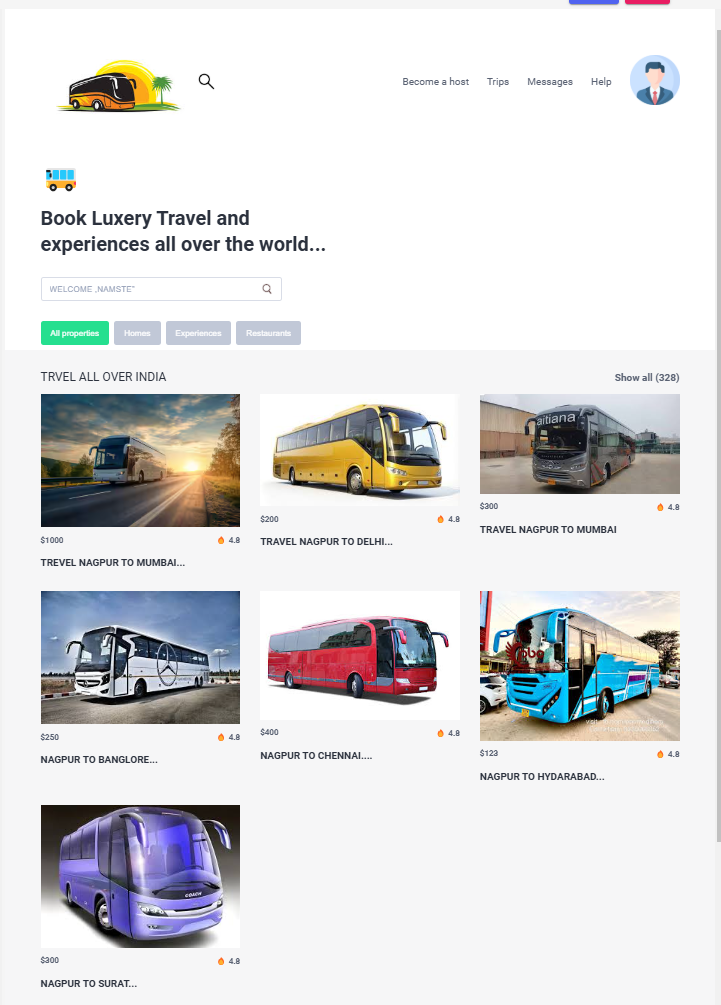 Become a host Trips Messages Help
Book Luxery Travel and
experiences all over the world...
WELCOME ,NAMSTE"
All properties Homes Experiences Restaurants
TRVEL ALL OVER INDIA Show all (328)
aitiana
$1000 4.8
TREVEL NAGPUR TO MUMBAI...
$200 4.8
TRAVEL NAGPUR TO DELHI...
$300 4.8
TRAVEL NAGPUR TO MUMBAI
$250 4.8
NAGPUR TO BANGLORE...
$400 4.8
NAGPUR TO CHENNAI....
$123 4.8
NAGPUR TO HYDARABAD...
COACH
$300 4.8
NAGPUR TO SURAT...